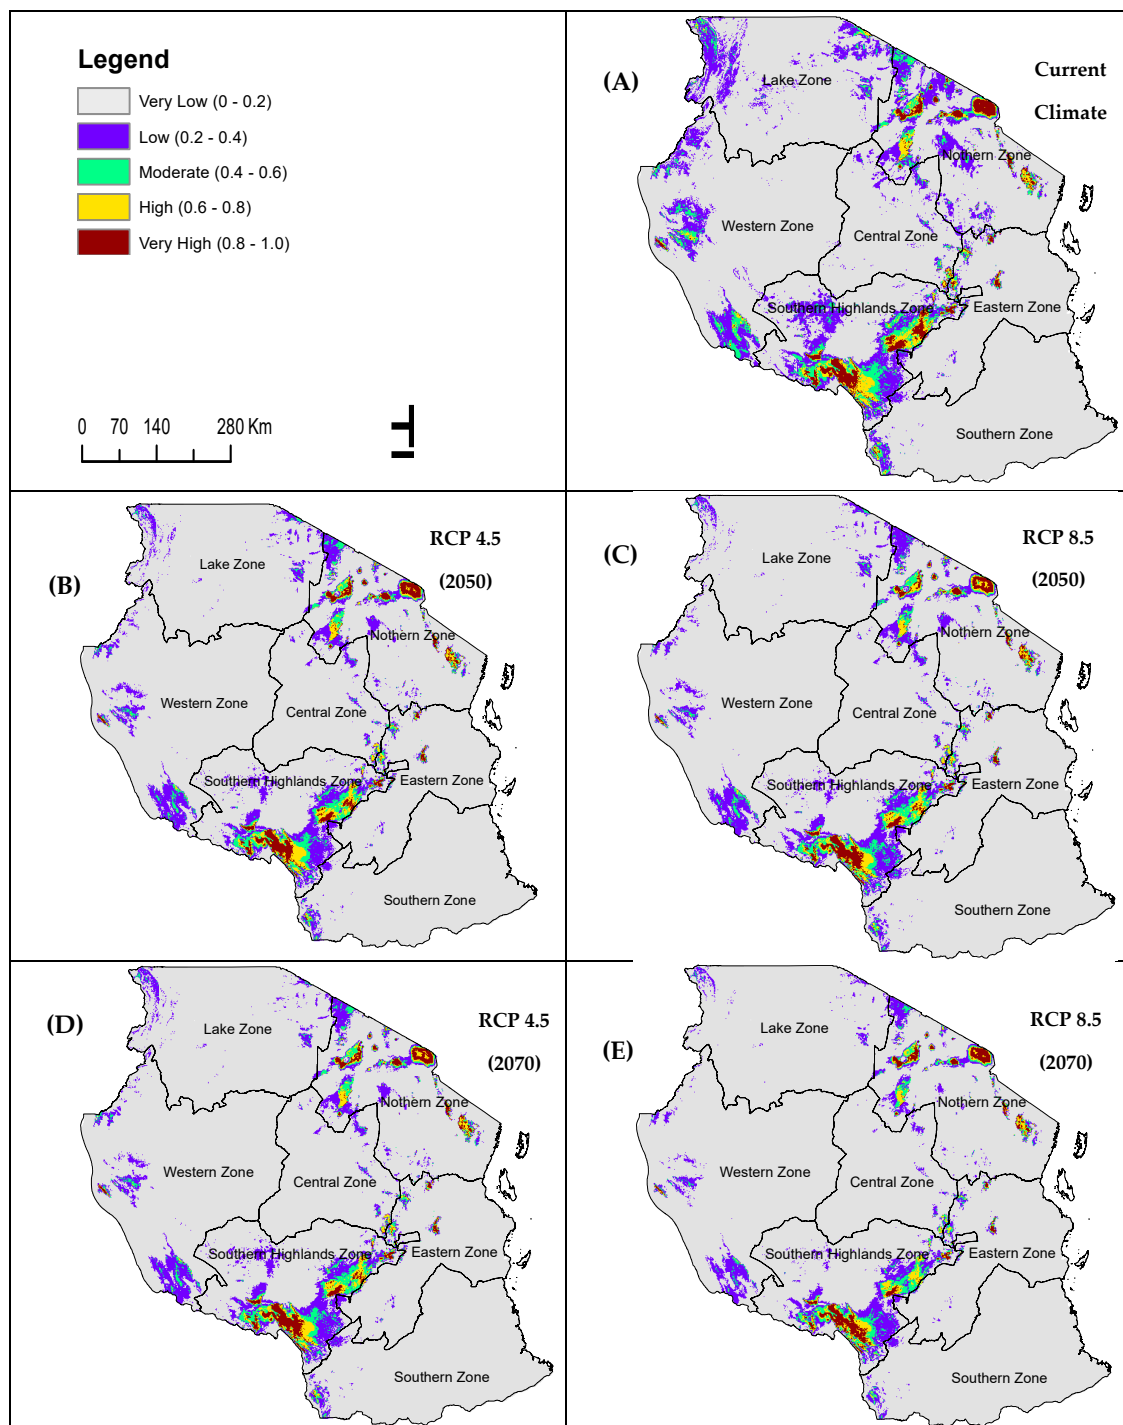 Legend
Very Low (0 - 0.2)
Low (0.2 - 0.4)
Moderate (0.4 - 0.6)
High (0.6 - 0.8)
Very High (0.8 - 1.0)
0 70 140 280 Km
(A)
Current
Climate
Lake Zone
Nothern Zone
Western Zone
Central Zone
Southern Highlands Zone
Eastern Zone
Southern Zone
(B)
RCP 4.5
(2050)
Lake Zone
Nothern Zone
Western Zone
Central Zone
Southern Highlands Zone
Eastern Zone
Southern Zone
(C)
RCP 8.5
(2050)
Lake Zone
Nothern Zone
Western Zone
Central Zone
Southern Highlands Zone
Eastern Zone
Southern Zone
(D)
RCP 4.5
(2070)
Lake Zone
Nothern Zone
Western Zone
Central Zone
Southern Highlands Zone
Eastern Zone
Southern Zone
(E)
RCP 8.5
(2070)
Lake Zone
Nothern Zone
Western Zone
Central Zone
Southern Highlands Zone
Eastern Zone
Southern Zone